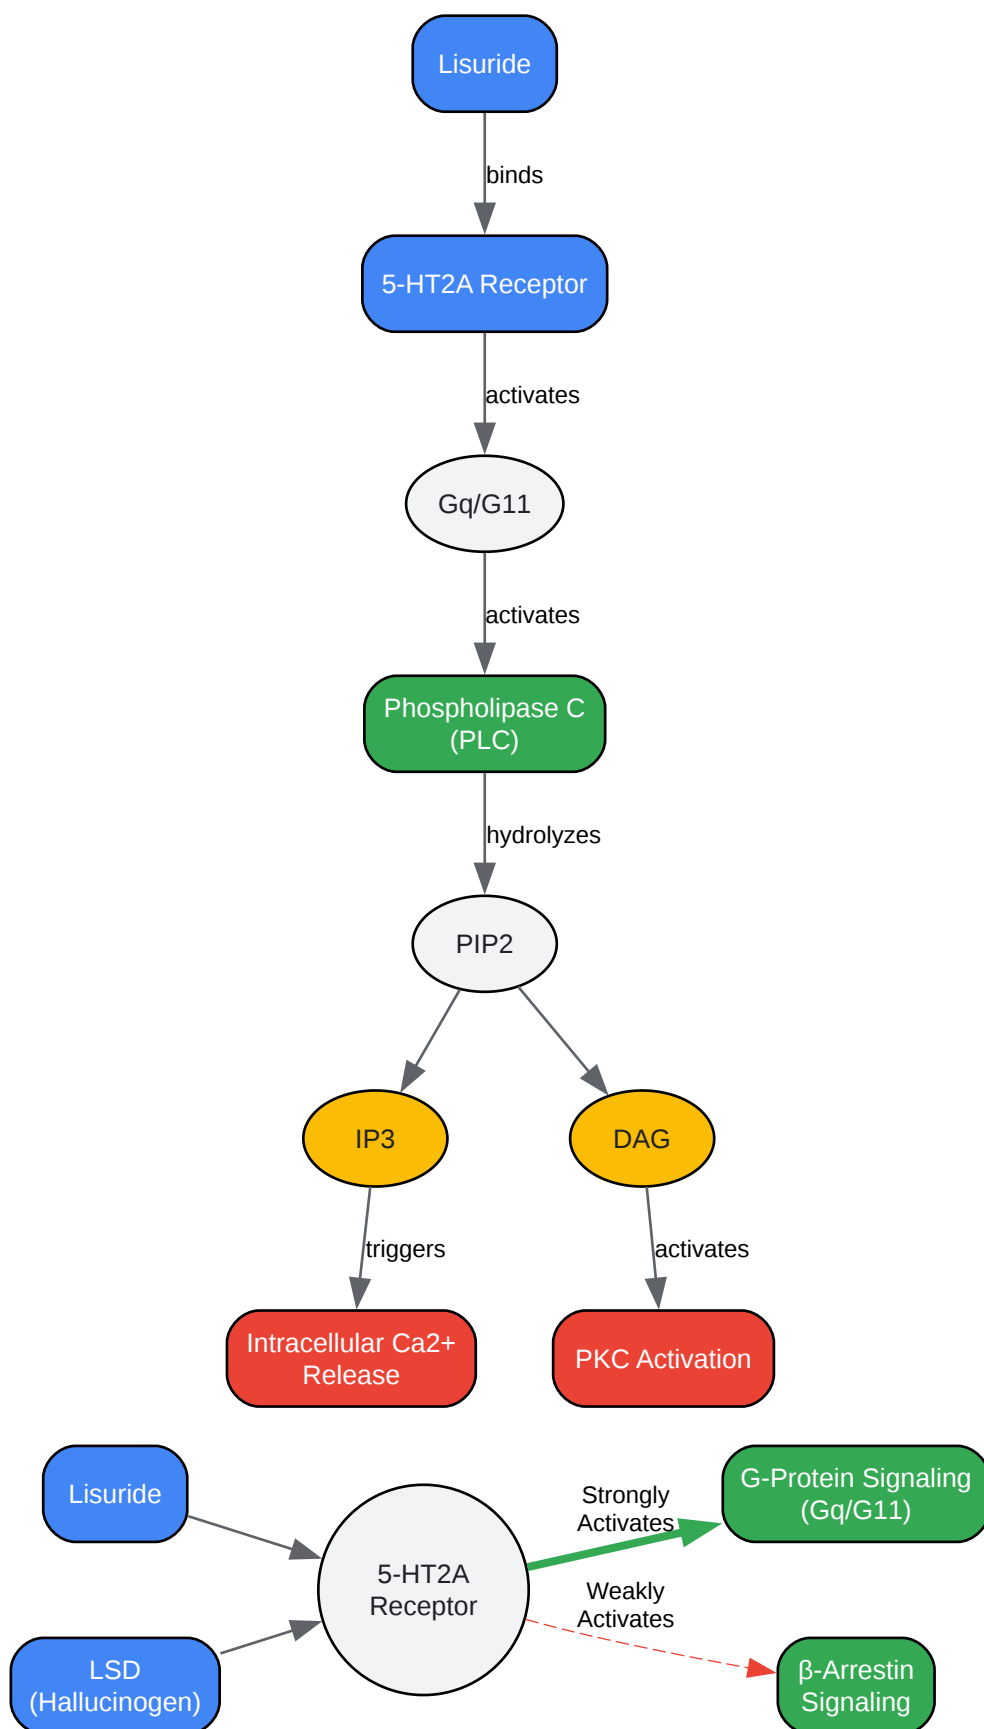 Lisuride
binds
5-HT2A Receptor
activates
Gq/G11
activates
Phospholipase C
(PLC)
hydrolyzes
PIP2
IP3
DAG
triggers
activates
Intracellular Ca2+
Release
PKC Activation
Lisuride
LSD
(Hallucinogen)
5-HT2A
Receptor
Strongly
Activates
G-Protein Signaling
(Gq/G11)
Weakly
Activates
β-Arrestin
Signaling